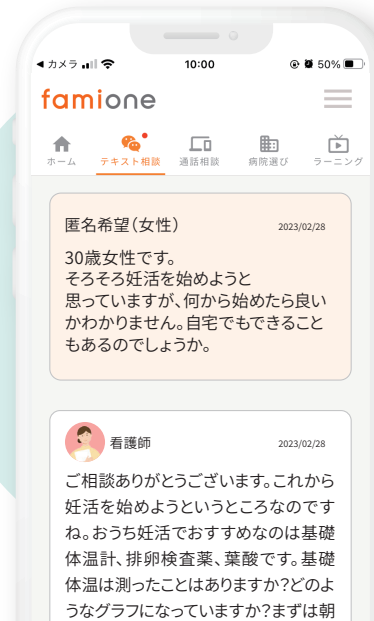 ◀カメラ 10:00 50%
famione
ホーム テキスト相談 通話相談 病院選び ラーニング
匿名希望(女性) 2023/02/28
30歳女性です。
そろそろ妊活を始めようと
思っていますが、何から始めたら良い
かわかりません。自宅でもできること
もあるのでしょうか。
看護師 2023/02/28
ご相談ありがとうございます。これから
妊活を始めようというところなのです
ね。おうち妊活でおすすめなのは基礎
体温計、排卵検査薬、葉酸です。基礎
体温は測ったことはありますか?どのよ
うなグラフになっていますか?まずは朝